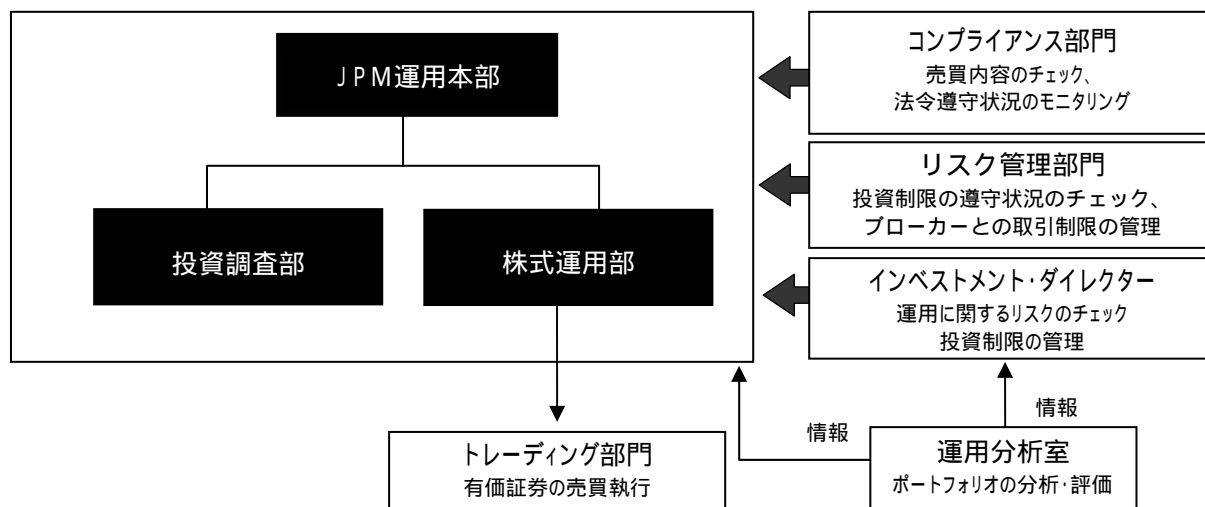 JPM運用本部
投資調査部
株式運用部
コンプライアンス部門
売買内容のチェック、
法令遵守状況のモニタリング
リスク管理部門
投資制限の遵守状況のチェック、
ブローカーとの取引制限の管理
インベストメント・ダイレクター
運用に関するリスクのチェック
投資制限の管理
情報
情報
トレーディング部門
有価証券の売買執行
運用分析室
ポートフォリオの分析・評価